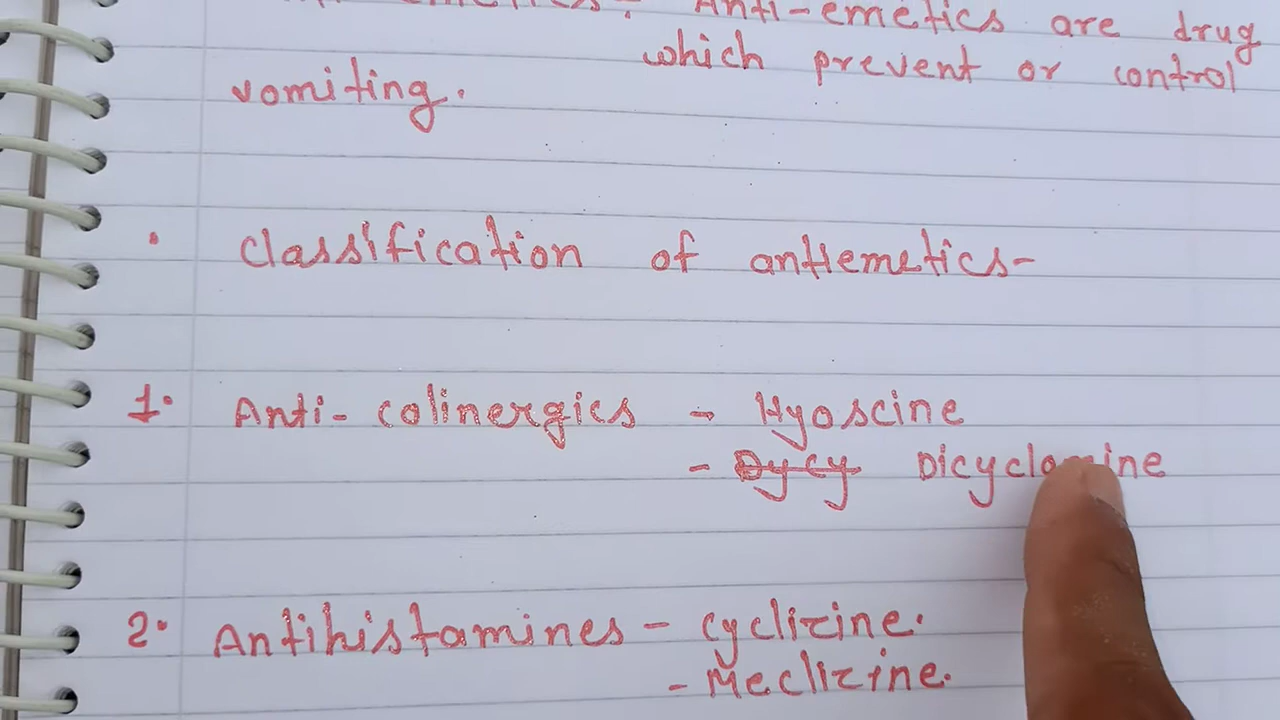 Anti-emetics are drug
which prevent or control
vomiting.
• Classification of antiemetics-
1. Anti-colinergics - Hyoscine
- Dycy Dicyclomine
2. Antihistamines - Cyclizine.
- Meclizine.